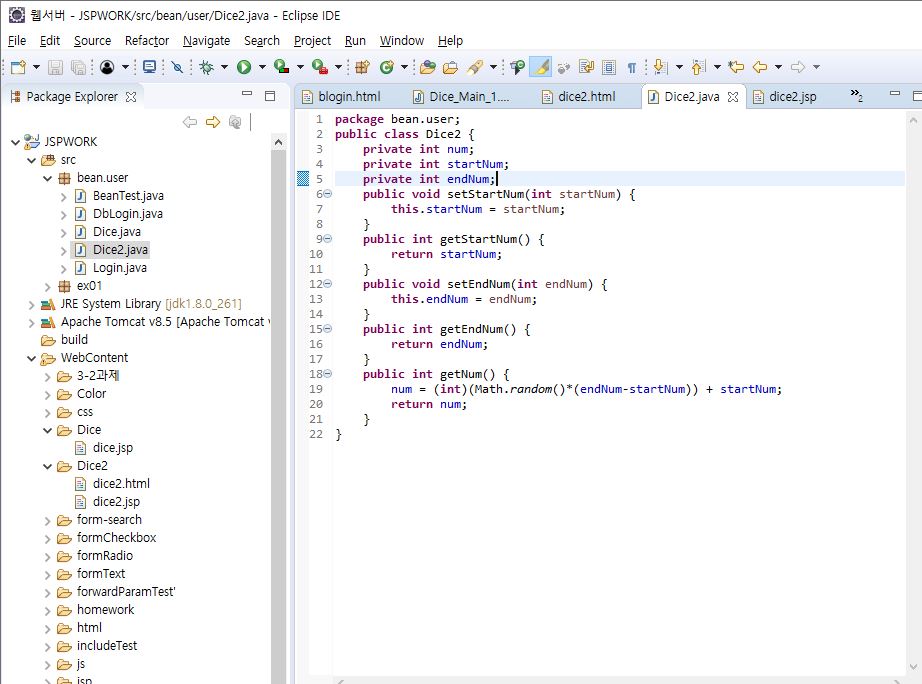 웹서버 - JSPWORK/src/bean/user/Dice2.java - Eclipse IDE
File Edit Source Refactor Navigate Search Project Run Window Help
Package Explorer
blogin.html Dice_Main_1.... dice2.html Dice2.java dice2.jsp 2
JSPWORK
src
bean.user
BeanTest.java
DbLogin.java
Dice.java
Dice2.java
Login.java
ex01
JRE System Library [jdk1.8.0_261]
Apache Tomcat v8.5 [Apache Tomcat v
build
WebContent
3-2과제
Color
css
Dice
dice.jsp
Dice2
dice2.html
dice2.jsp
form-search
formCheckbox
formRadio
formText
forwardParamTest'
homework
html
includeTest
js
jsp
1 package bean.user;
2 public class Dice2 {
3 private int num;
4 private int startNum;
5 private int endNum;
6 public void setStartNum(int startNum) {
7 this.startNum = startNum;
8 }
9 public int getStartNum() {
10 return startNum;
11 }
12 public void setEndNum(int endNum) {
13 this.endNum = endNum;
14 }
15 public int getEndNum() {
16 return endNum;
17 }
18 public int getNum() {
19 num = (int)(Math.random()*(endNum-startNum)) + startNum;
20 return num;
21 }
22 }